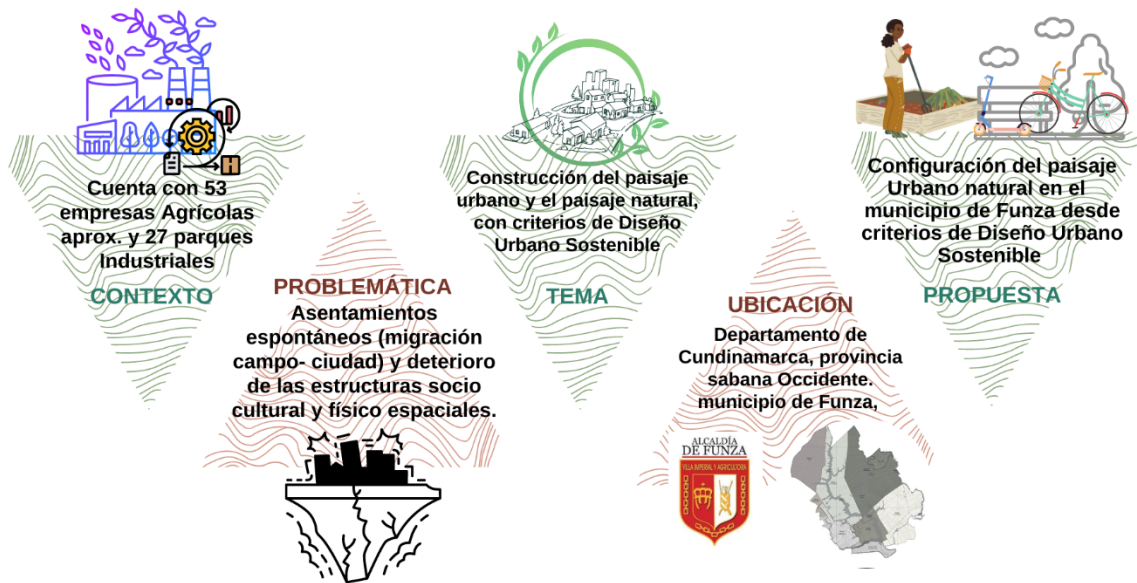 Cuenta con 53
empresas Agrícolas
aprox. y 27 parques
Industriales
CONTEXTO
PROBLEMÁTICA
Asentamientos
espontáneos (migración
campo- ciudad) y deterioro
de las estructuras socio
cultural y físico espaciales.
Construcción del paisaje
urbano y el paisaje natural,
con criterios de Diseño
Urbano Sostenible
TEMA
UBICACIÓN
Departamento de
Cundinamarca, provincia
sabana Occidente.
municipio de Funza,
ALCALDÍA
DE FUNZA
VILLA IMPERIAL Y AGRICULTORA
Configuración del paisaje
Urbano natural en el
municipio de Funza desde
criterios de Diseño Urbano
Sostenible
PROPUESTA